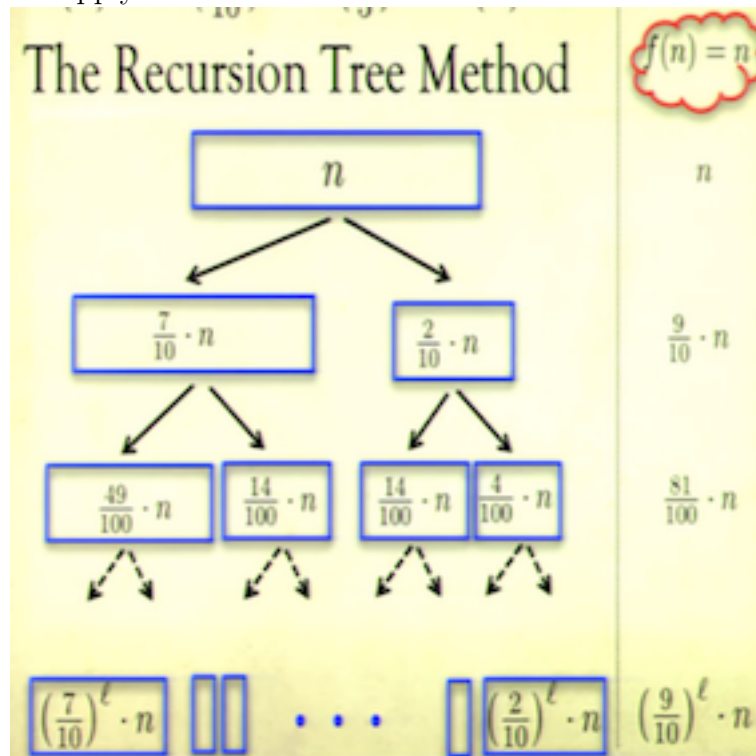 The Recursion Tree Method
f(n) = n
n
n
7/10 · n
2/10 · n
9/10 · n
49/100 · n
14/100 · n
14/100 · n
4/100 · n
81/100 · n
(7/10)^ℓ · n
• • •
(2/10)^ℓ · n
(9/10)^ℓ · n